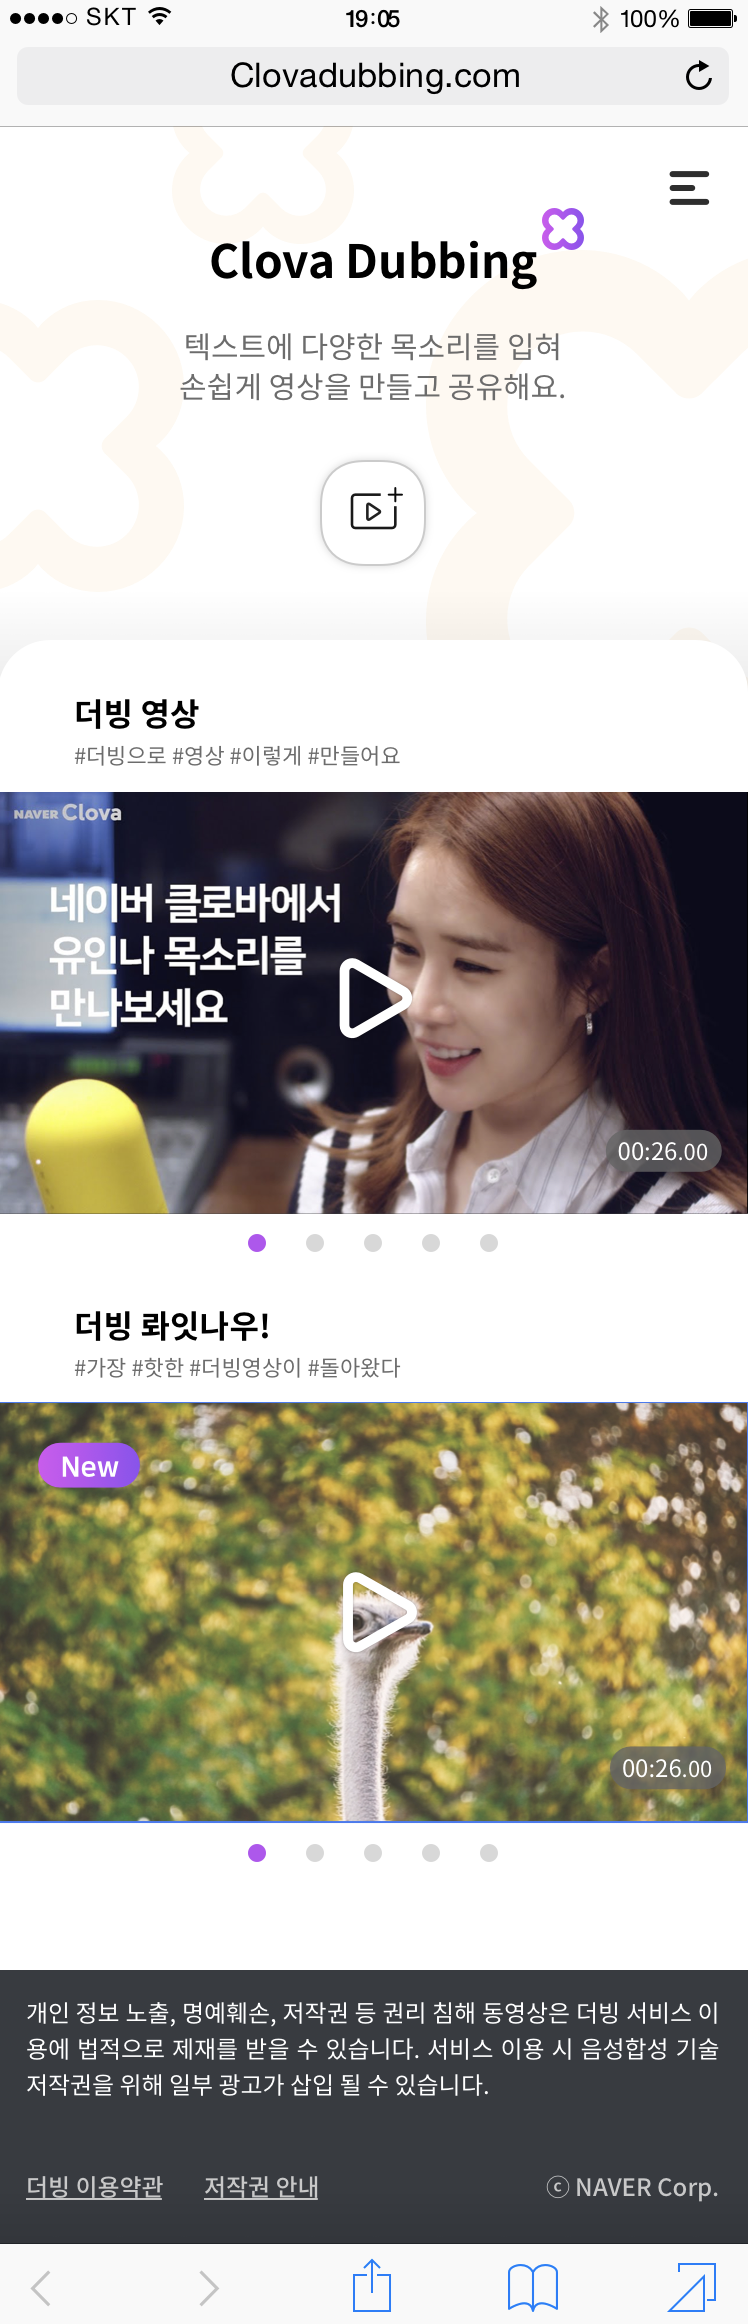 SKT 19:05 100%
Clovadubbing.com
Clova Dubbing
텍스트에 다양한 목소리를 입혀
손쉽게 영상을 만들고 공유해요.
더빙 영상
#더빙으로 #영상 #이렇게 #만들어요
NAVER Clova
네이버 클로바에서
유인나 목소리를
만나보세요
00:26.00
더빙 롸잇나우!
#가장 #핫한 #더빙영상이 #돌아왔다
New
00:26.00
개인 정보 노출, 명예훼손, 저작권 등 권리 침해 동영상은 더빙 서비스 이
용에 법적으로 제재를 받을 수 있습니다. 서비스 이용 시 음성합성 기술
저작권을 위해 일부 광고가 삽입 될 수 있습니다.
더빙 이용약관 저작권 안내 ⓒ NAVER Corp.